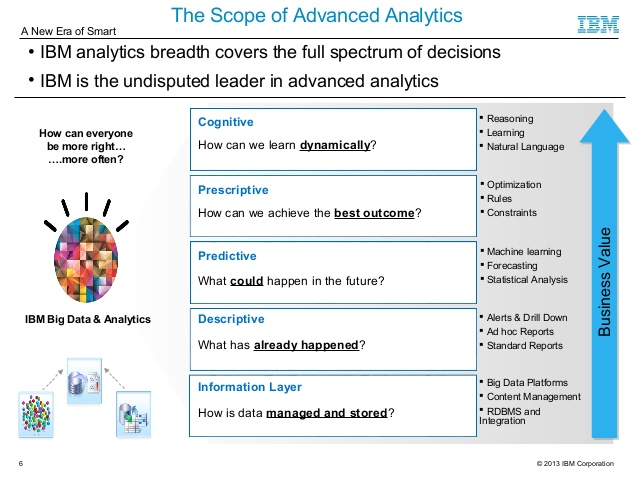 The Scope of Advanced Analytics
A New Era of Smart
IBM
• IBM analytics breadth covers the full spectrum of decisions
• IBM is the undisputed leader in advanced analytics
How can everyone
be more right…
….more often?
IBM Big Data & Analytics
Cognitive
How can we learn dynamically?
▪ Reasoning
▪ Learning
▪ Natural Language
Prescriptive
How can we achieve the best outcome?
▪ Optimization
▪ Rules
▪ Constraints
Predictive
What could happen in the future?
▪ Machine learning
▪ Forecasting
▪ Statistical Analysis
Descriptive
What has already happened?
▪ Alerts & Drill Down
▪ Ad hoc Reports
▪ Standard Reports
Information Layer
How is data managed and stored?
▪ Big Data Platforms
▪ Content Management
▪ RDBMS and
Integration
Business Value
6
© 2013 IBM Corporation